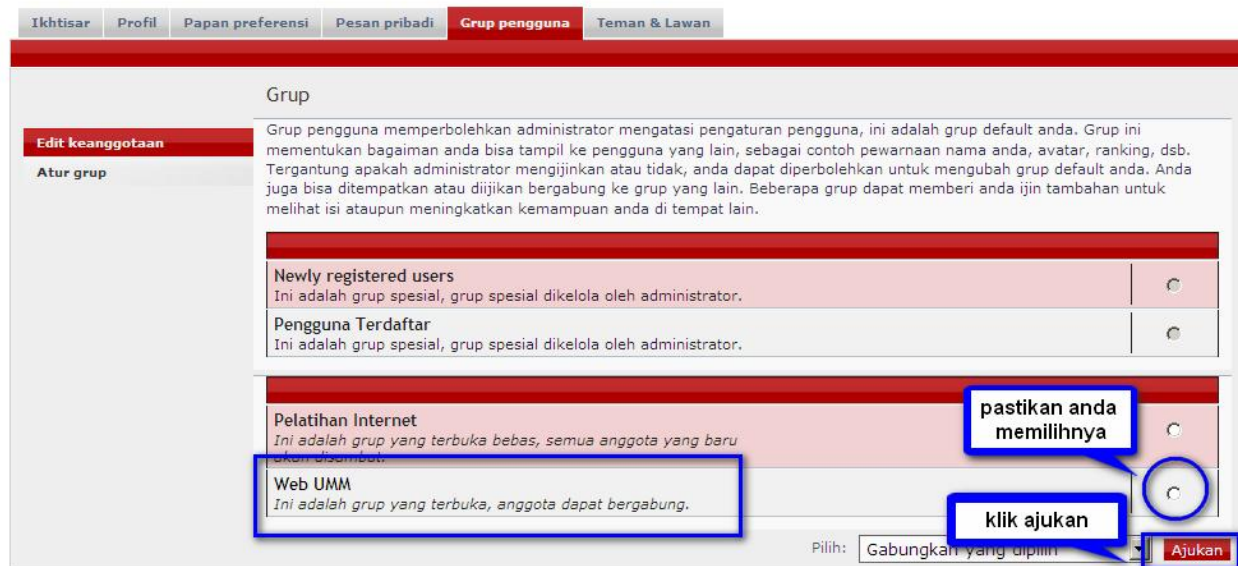 Ikhtisar Profil Papan preferensi Pesan pribadi Grup pengguna Teman & Lawan
Grup
Edit keanggotaan
Atur grup
Grup pengguna memperbolehkan administrator mengatasi pengaturan pengguna, ini adalah grup default anda. Grup ini
mementukan bagaiman anda bisa tampil ke pengguna yang lain, sebagai contoh pewarnaan nama anda, avatar, ranking, dsb.
Tergantung apakah administrator mengijinkan atau tidak, anda dapat diperbolehkan untuk mengubah grup default anda. Anda
juga bisa ditempatkan atau diijikan bergabung ke grup yang lain. Beberapa grup dapat memberi anda ijin tambahan untuk
melihat isi ataupun meningkatkan kemampuan anda di tempat lain.
Newly registered users
Ini adalah grup spesial, grup spesial dikelola oleh administrator.
Pengguna Terdaftar
Ini adalah grup spesial, grup spesial dikelola oleh administrator.
Pelatihan Internet
Ini adalah grup yang terbuka bebas, semua anggota yang baru
akan disambut.
pastikan anda
memilihnya
Web UMM
Ini adalah grup yang terbuka, anggota dapat bergabung.
klik ajukan
Pilih: Gabungkan yang dipilih Ajukan